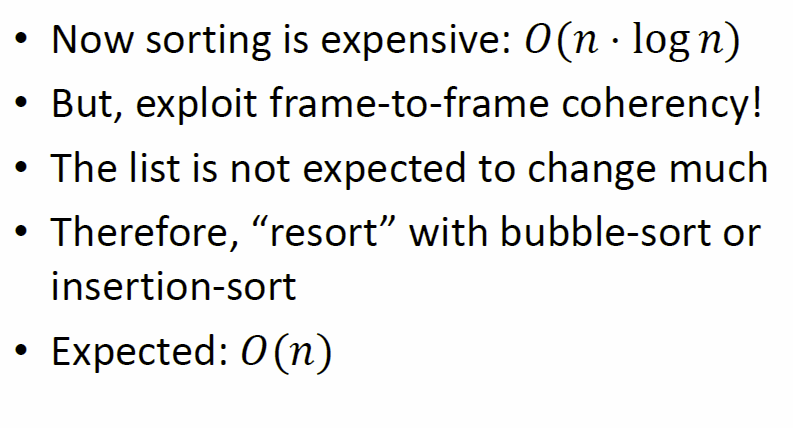 • Now sorting is expensive: O(n · log n)
• But, exploit frame-to-frame coherency!
• The list is not expected to change much
• Therefore, “resort” with bubble-sort or
insertion-sort
• Expected: O(n)